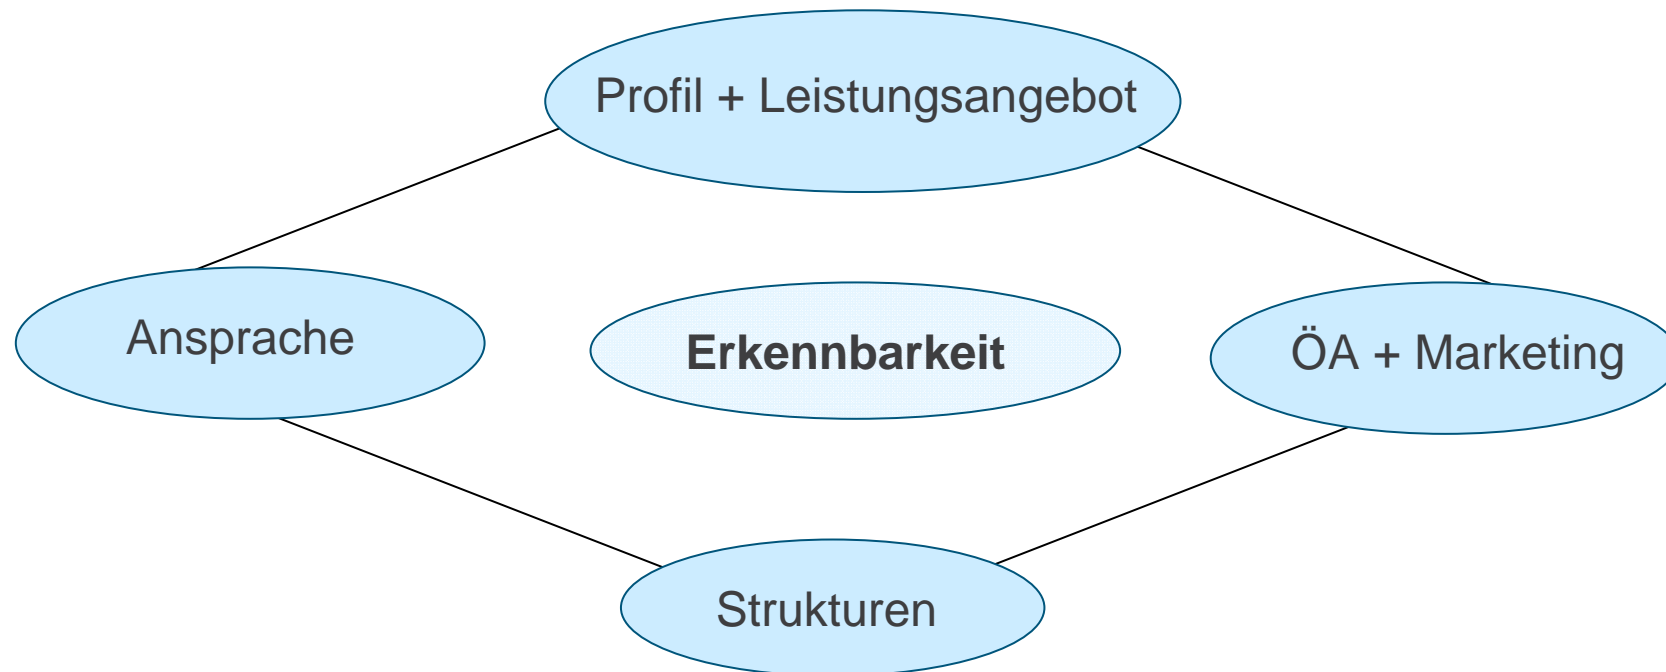 Profil + Leistungsangebot
Ansprache
Erkennbarkeit
ÖA + Marketing
Strukturen